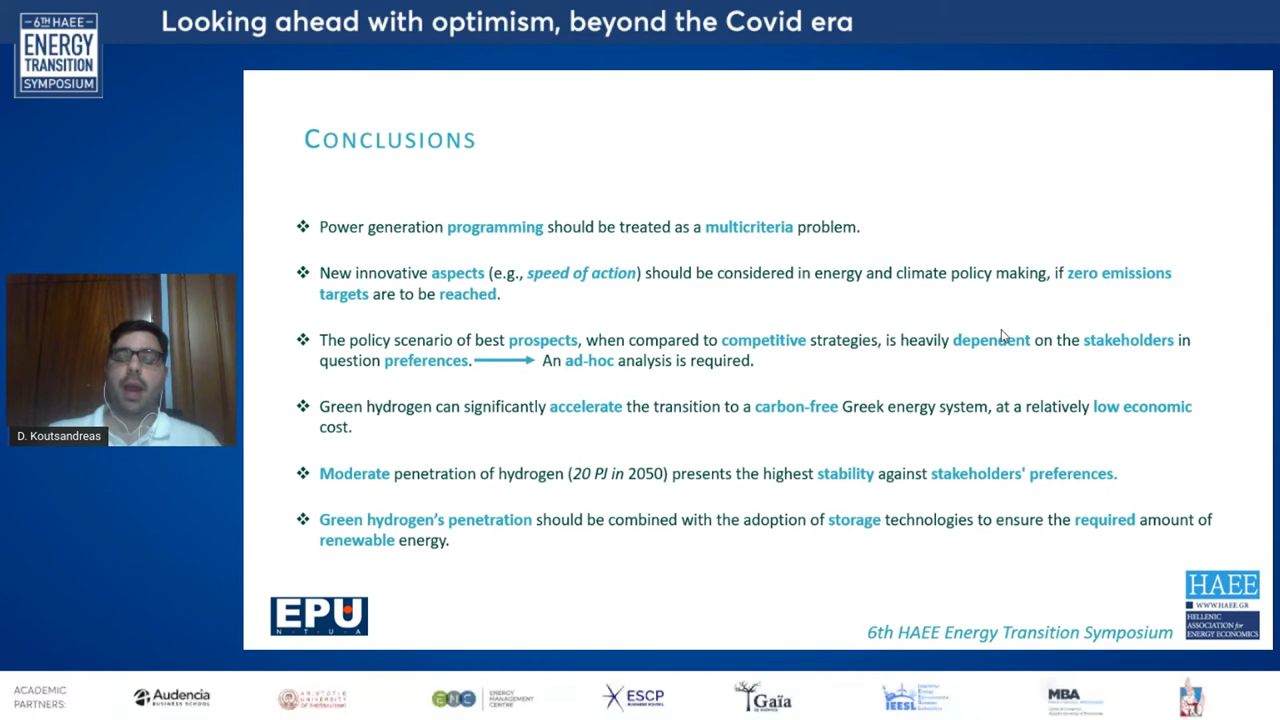 6TH HAEE
ENERGY
TRANSITION
SYMPOSIUM
Looking ahead with optimism, beyond the Covid era
CONCLUSIONS
Power generation programming should be treated as a multicriteria problem.
New innovative aspects (e.g., speed of action) should be considered in energy and climate policy making, if zero emissions
targets are to be reached.
The policy scenario of best prospects, when compared to competitive strategies, is heavily dependent on the stakeholders in
question preferences. An ad-hoc analysis is required.
Green hydrogen can significantly accelerate the transition to a carbon-free Greek energy system, at a relatively low economic
cost.
Moderate penetration of hydrogen (20 PJ in 2050) presents the highest stability against stakeholders' preferences.
Green hydrogen's penetration should be combined with the adoption of storage technologies to ensure the required amount of
renewable energy.
D. Koutsandreas
EPU
NTUA
6th HAEE Energy Transition Symposium
HAEE
WWW.HAEE.GR
HELLENIC
ASSOCIATION for
ENERGY ECONOMICS
ACADEMIC
PARTNERS:
Audencia
BUSINESS SCHOOL
ARISTOTLE
UNIVERSITY
OF THESSALONIKI
ENERGY
MANAGEMENT
CENTRE
ESCP
BUSINESS SCHOOL
Gaïa
IEESL
MBA